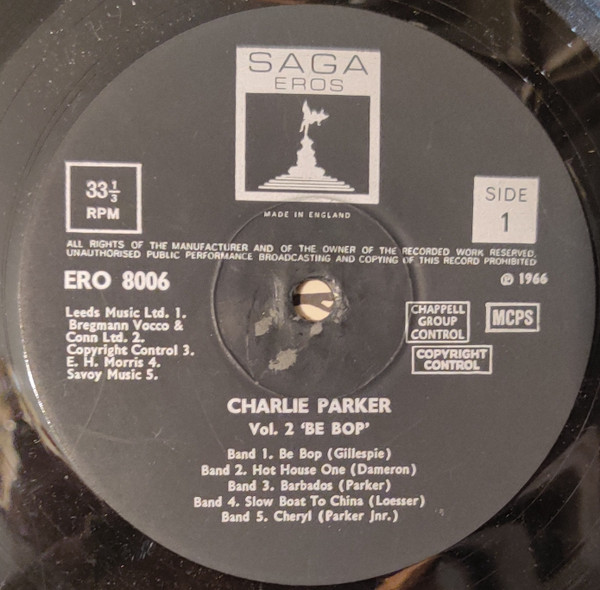 SAGA
EROS
33 1/3
RPM
SIDE
1
MADE IN ENGLAND
ALL RIGHTS OF THE MANUFACTURER AND OF THE OWNER OF THE RECORDED WORK RESERVED,
UNAUTHORISED PUBLIC PERFORMANCE BROADCASTING AND COPYING OF THIS RECORD PROHIBITED
ERO 8006
℗ 1966
Leeds Music Ltd. 1.
Bregmann Vocco &
Conn Ltd. 2.
Copyright Control 3.
E. H. Morris 4.
Savoy Music 5.
CHAPPELL
GROUP
CONTROL
MCPS
COPYRIGHT
CONTROL
CHARLIE PARKER
Vol. 2 ‘BE BOP’
Band 1. Be Bop (Gillespie)
Band 2. Hot House One (Dameron)
Band 3. Barbados (Parker)
Band 4. Slow Boat To China (Loesser)
Band 5. Cheryl (Parker Jnr.)